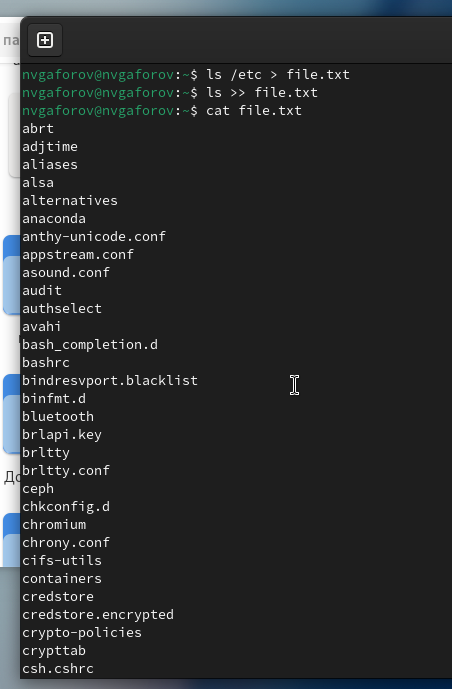 па
nvgaforov@nvgaforov:~$ ls /etc > file.txt
nvgaforov@nvgaforov:~$ ls >> file.txt
nvgaforov@nvgaforov:~$ cat file.txt
abrt
adjtime
aliases
alsa
alternatives
anaconda
anthy-unicode.conf
appstream.conf
asound.conf
audit
authselect
avahi
bash_completion.d
bashrc
bindresvport.blacklist
binfmt.d
bluetooth
brlapi.key
brltty
brltty.conf
ceph
chkconfig.d
chromium
chrony.conf
cifs-utils
containers
credstore
credstore.encrypted
crypto-policies
crypttab
csh.cshrc